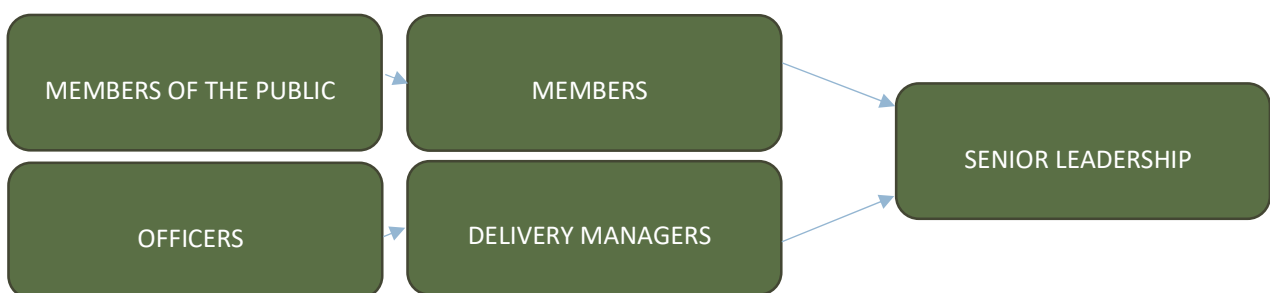 MEMBERS OF THE PUBLIC
MEMBERS
SENIOR LEADERSHIP
OFFICERS
DELIVERY MANAGERS